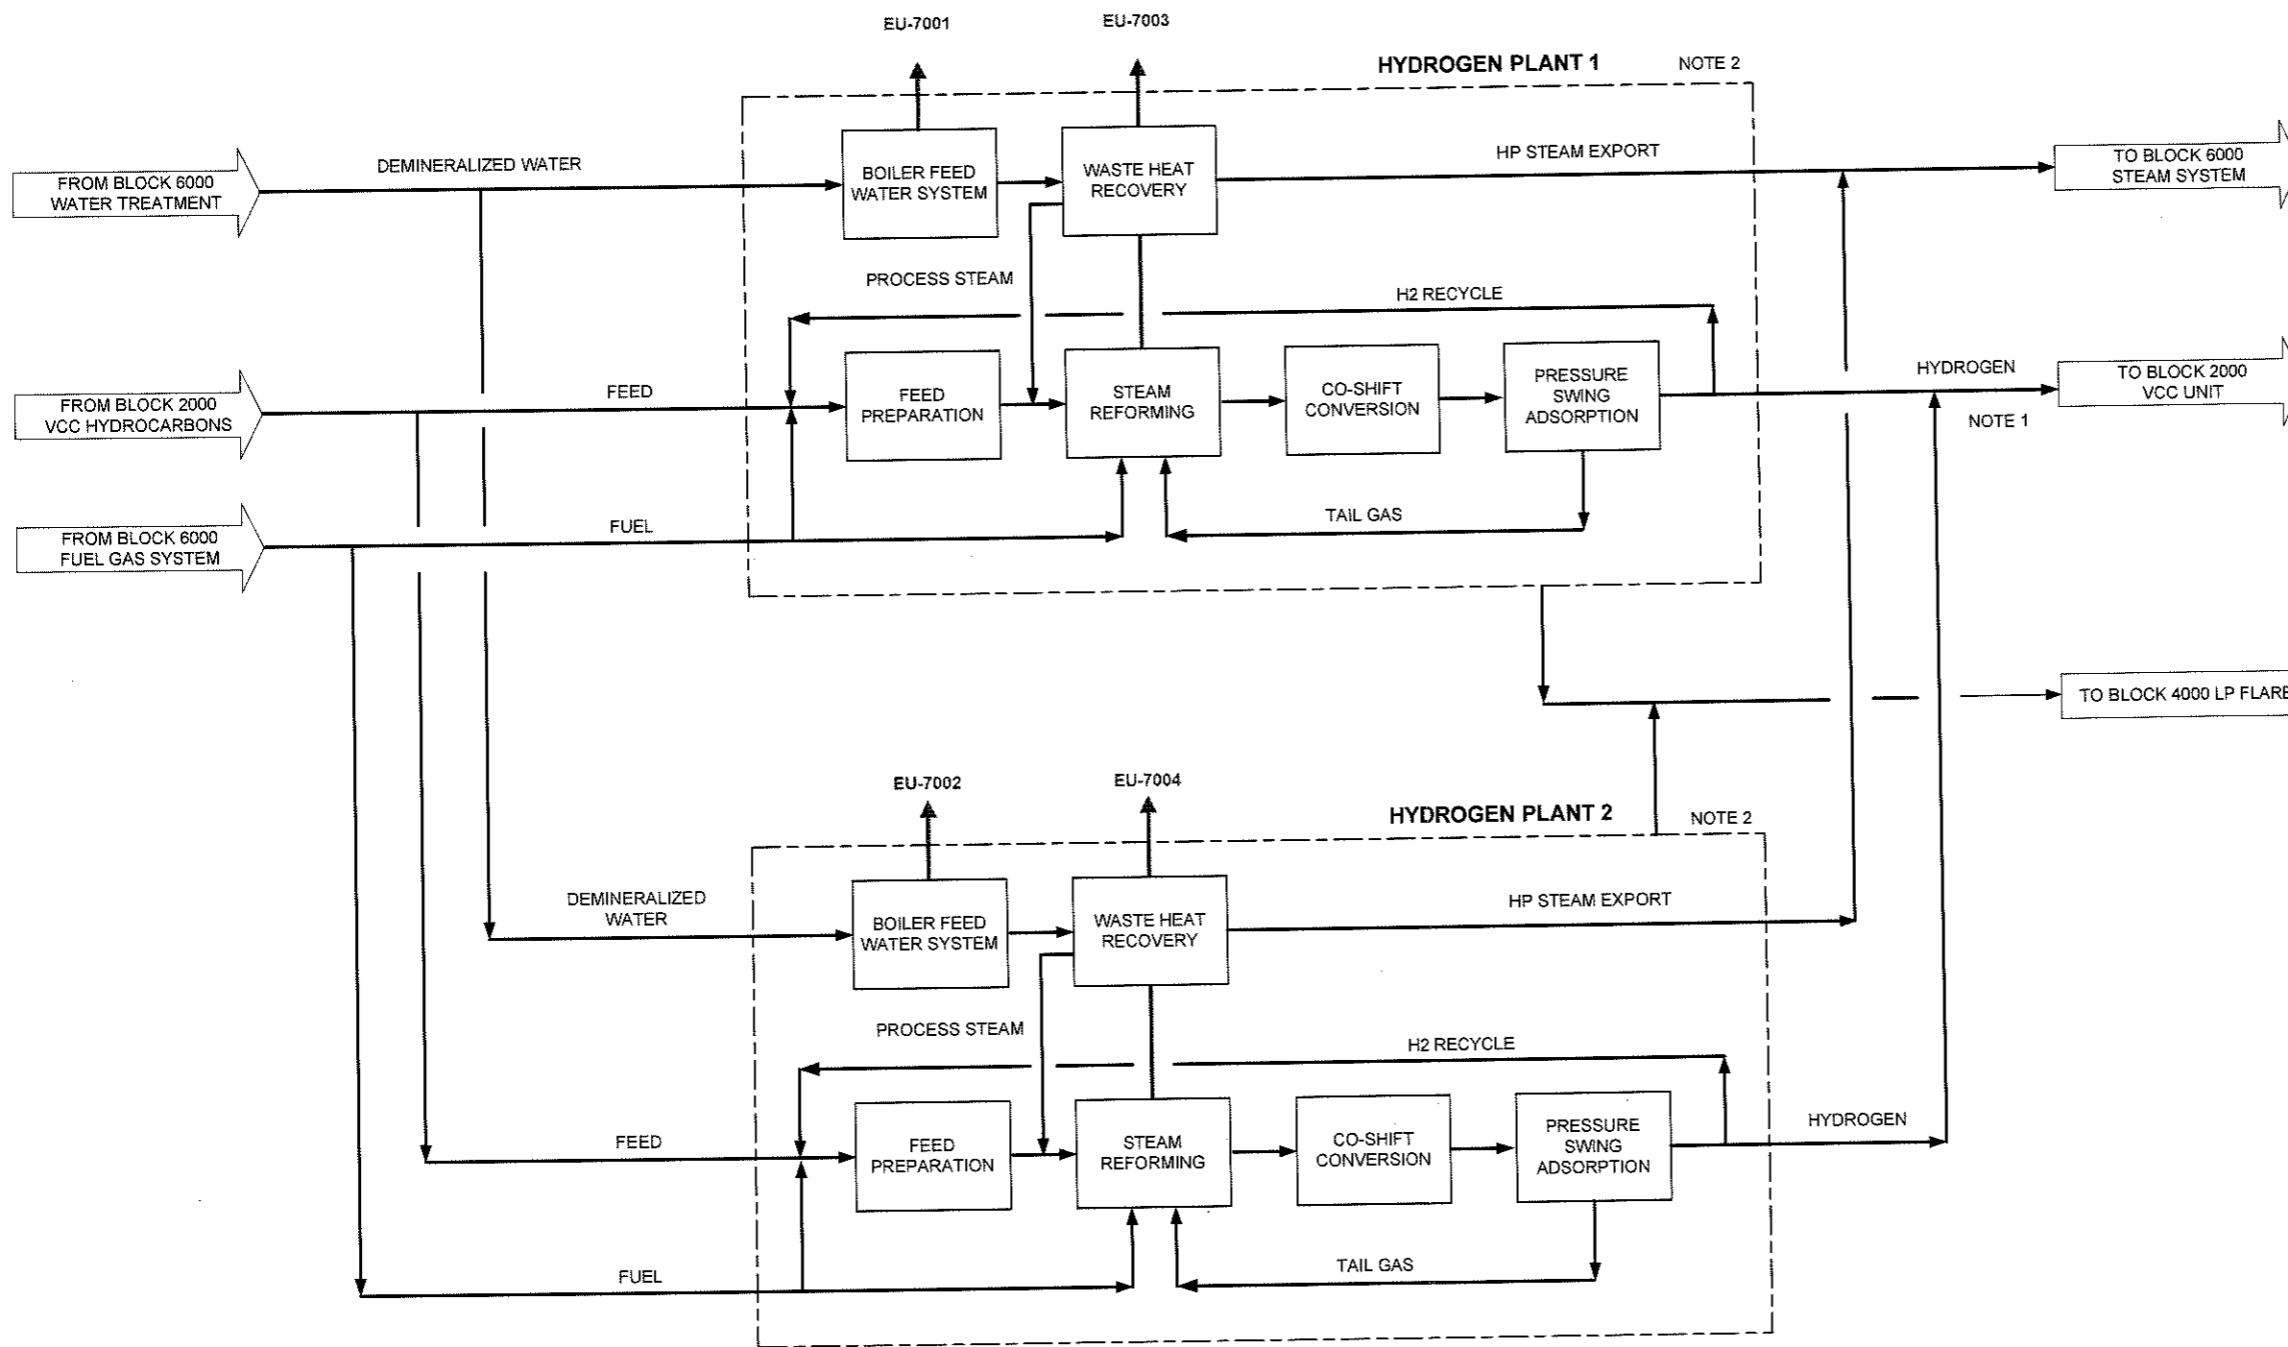 EU-7001
EU-7003
HYDROGEN PLANT 1
NOTE 2
FROM BLOCK 6000
WATER TREATMENT
DEMINERALIZED WATER
BOILER FEED
WATER SYSTEM
WASTE HEAT
RECOVERY
HP STEAM EXPORT
TO BLOCK 6000
STEAM SYSTEM
PROCESS STEAM
H2 RECYCLE
FROM BLOCK 2000
VCC HYDROCARBONS
FEED
FEED
PREPARATION
STEAM
REFORMING
CO-SHIFT
CONVERSION
PRESSURE
SWING
ADSORPTION
HYDROGEN
TO BLOCK 2000
VCC UNIT
NOTE 1
FROM BLOCK 6000
FUEL GAS SYSTEM
FUEL
TAIL GAS
TO BLOCK 4000 LP FLARE
EU-7002
EU-7004
HYDROGEN PLANT 2
NOTE 2
DEMINERALIZED
WATER
BOILER FEED
WATER SYSTEM
WASTE HEAT
RECOVERY
HP STEAM EXPORT
PROCESS STEAM
H2 RECYCLE
FEED
FEED
PREPARATION
STEAM
REFORMING
CO-SHIFT
CONVERSION
PRESSURE
SWING
ADSORPTION
HYDROGEN
FUEL
TAIL GAS